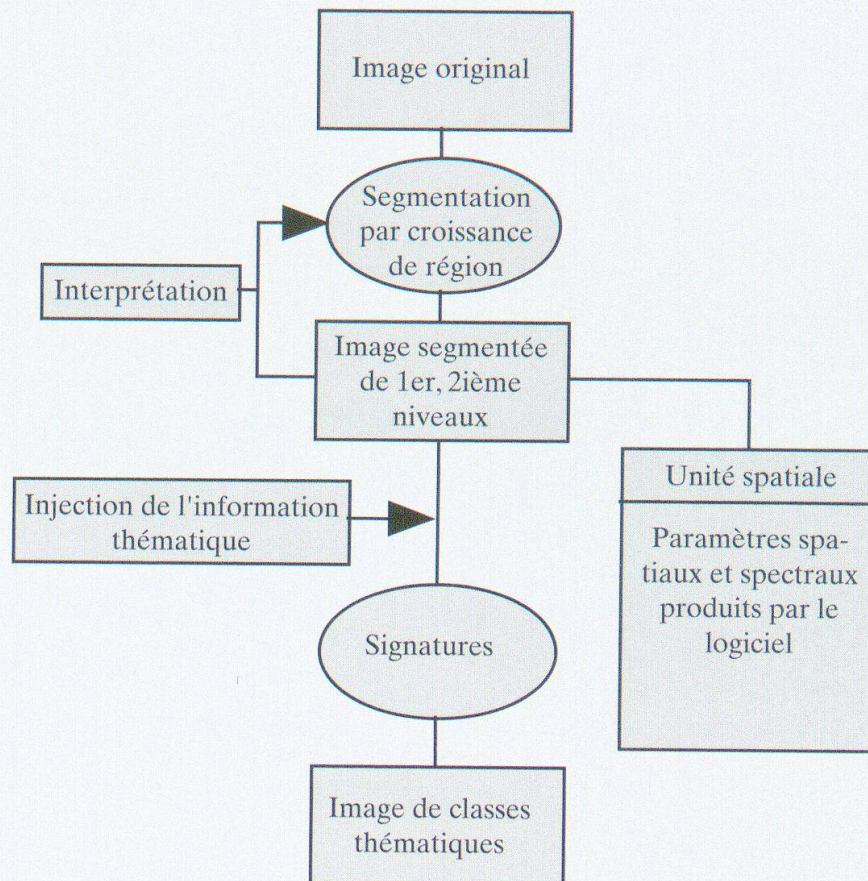 Image original
Segmentation
par croissance
de région
Interprétation
Image segmentée
de 1er, 2ième
niveaux
Unité spatiale
Injection de l'information
thématique
Paramètres spa-
tiaux et spectraux
produits par le
logiciel
Signatures
Image de classes
thématiques